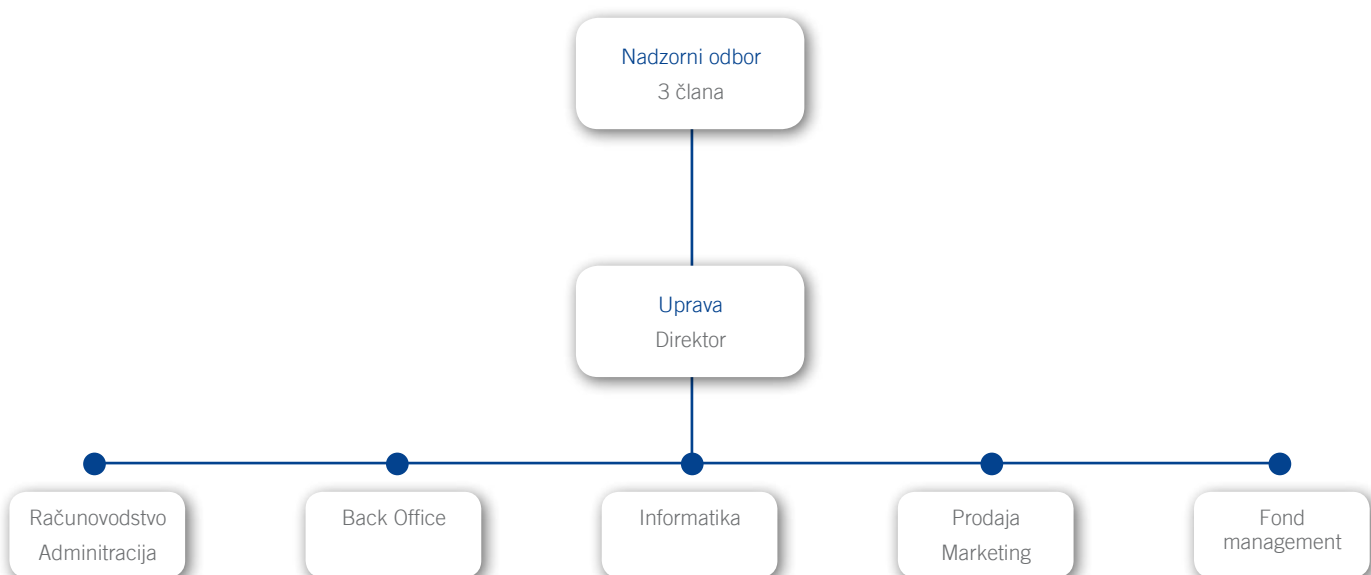 Nadzorni odbor
3 člana
Uprava
Direktor
Računovodstvo
Adminitracija
Back Office
Informatika
Prodaja
Marketing
Fond
management